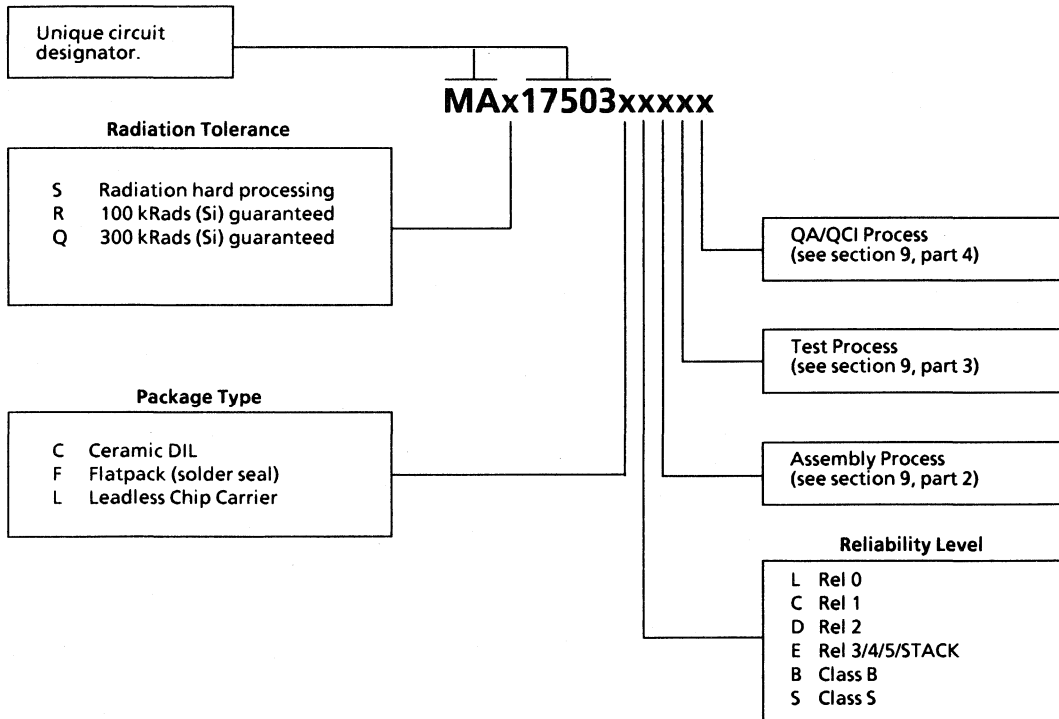 Unique circuit
designator.
MAx17503xxxxx
Radiation Tolerance
S Radiation hard processing
R 100 kRads (Si) guaranteed
Q 300 kRads (Si) guaranteed
QA/QCI Process
(see section 9, part 4)
Test Process
(see section 9, part 3)
Package Type
C Ceramic DIL
F Flatpack (solder seal)
L Leadless Chip Carrier
Assembly Process
(see section 9, part 2)
Reliability Level
L Rel 0
C Rel 1
D Rel 2
E Rel 3/4/5/STACK
B Class B
S Class S